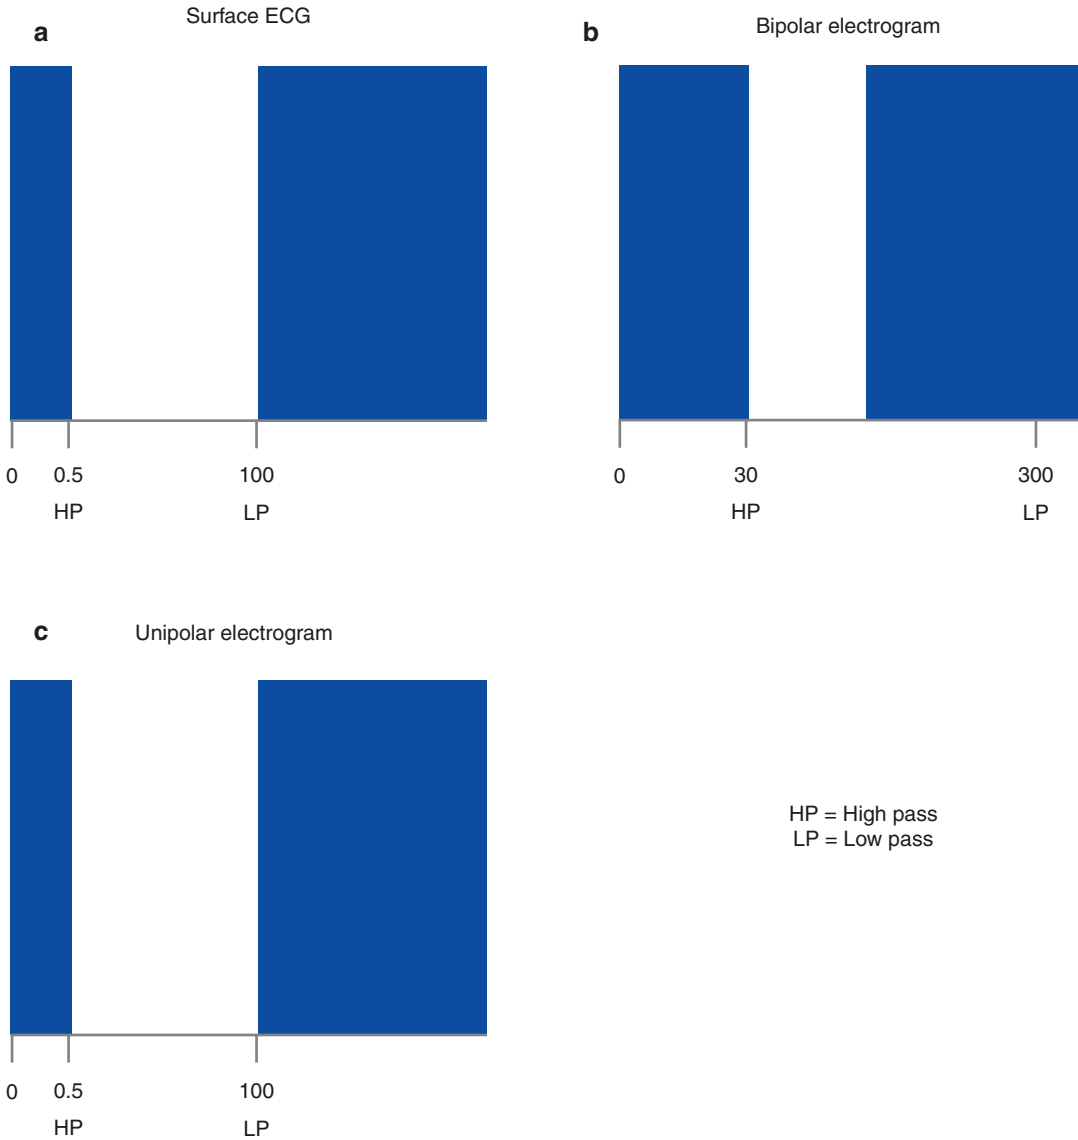 a
Surface ECG
0 0.5 100
HP LP
b
Bipolar electrogram
0 30 300
HP LP
c
Unipolar electrogram
0 0.5 100
HP LP
HP = High pass
LP = Low pass